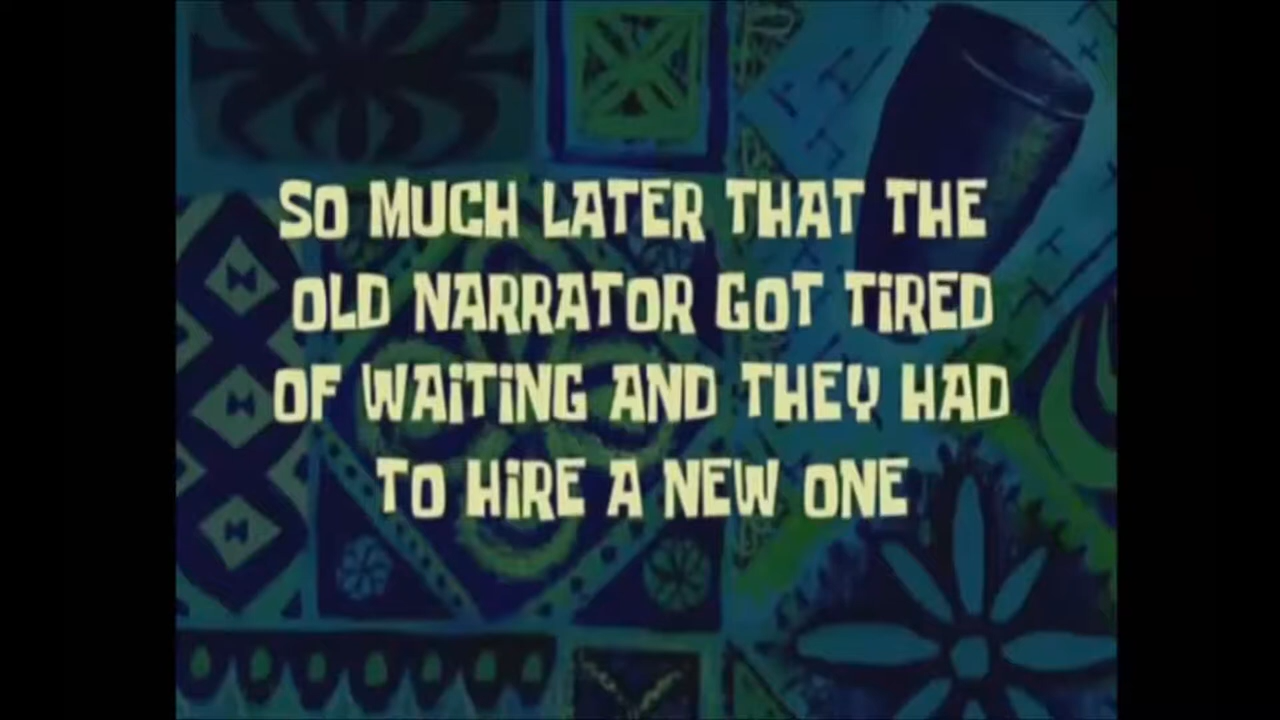 SO MUCH LATER THAT THE
OLD NARRATOR GOT TiRED
OF WAiTiNG AND THEY HAD
TO HiRE A NEW ONE